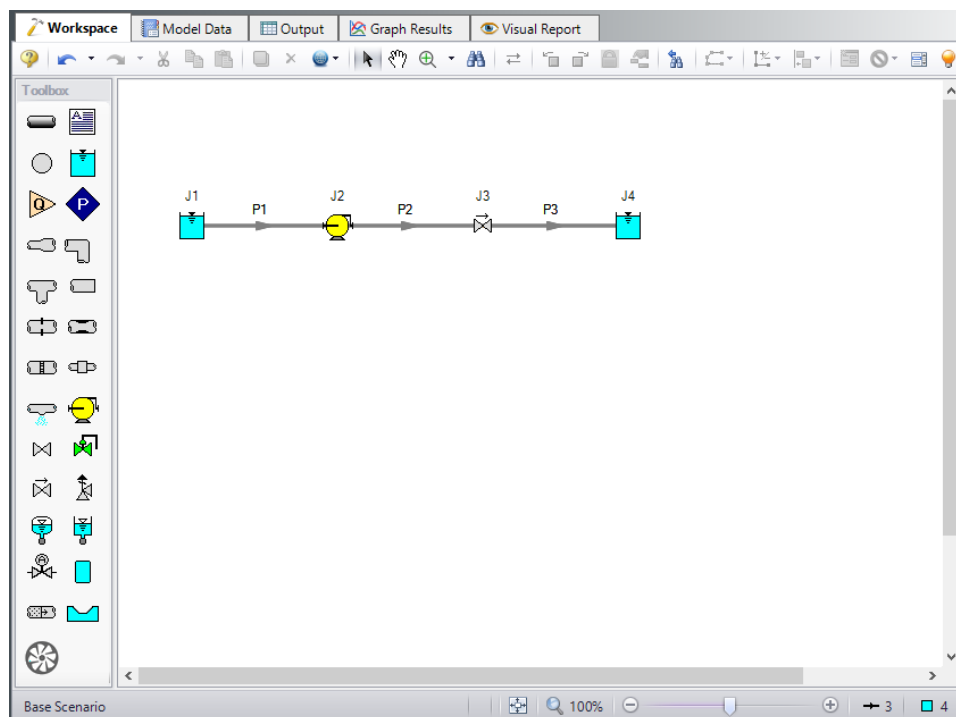 Workspace Model Data Output Graph Results Visual Report
Toolbox
A
Q P
J1 J2 J3 J4
P1 P2 P3
Base Scenario 100% 3 4